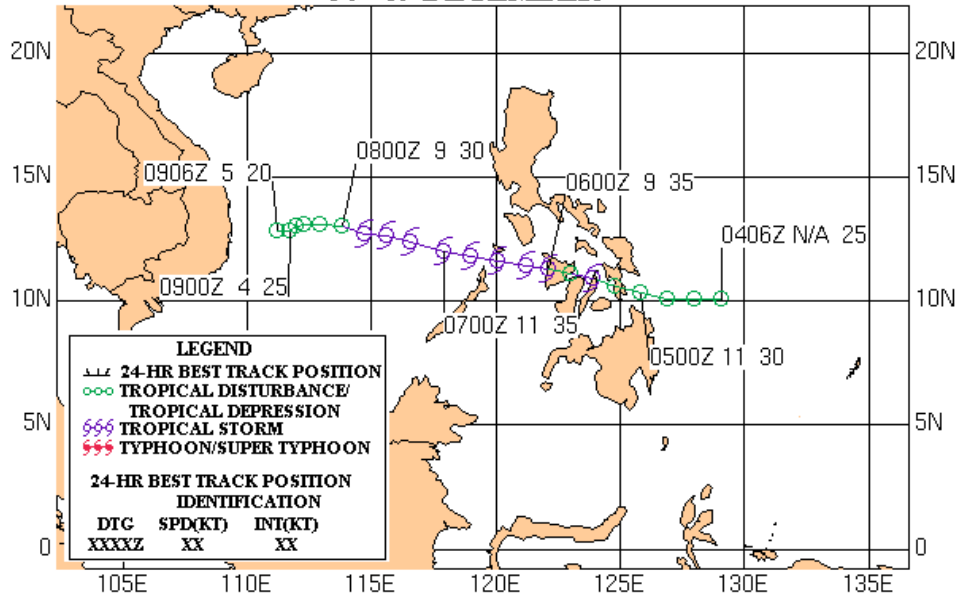 20N 20N
0800Z 9 30
0906Z 5 20
15N 15N
0600Z 9 35
0406Z N/A 25
0900Z 4 25
10N 10N
0700Z 11 35
0500Z 11 30
LEGEND
24-HR BEST TRACK POSITION
TROPICAL DISTURBANCE/
TROPICAL DEPRESSION
TROPICAL STORM
TYPHOON/SUPER TYPHOON
5N 5N
24-HR BEST TRACK POSITION
IDENTIFICATION
DTG SPD(KT) INT(KT)
XXXXZ XX XX
0 0
105E 110E 115E 120E 125E 130E 135E